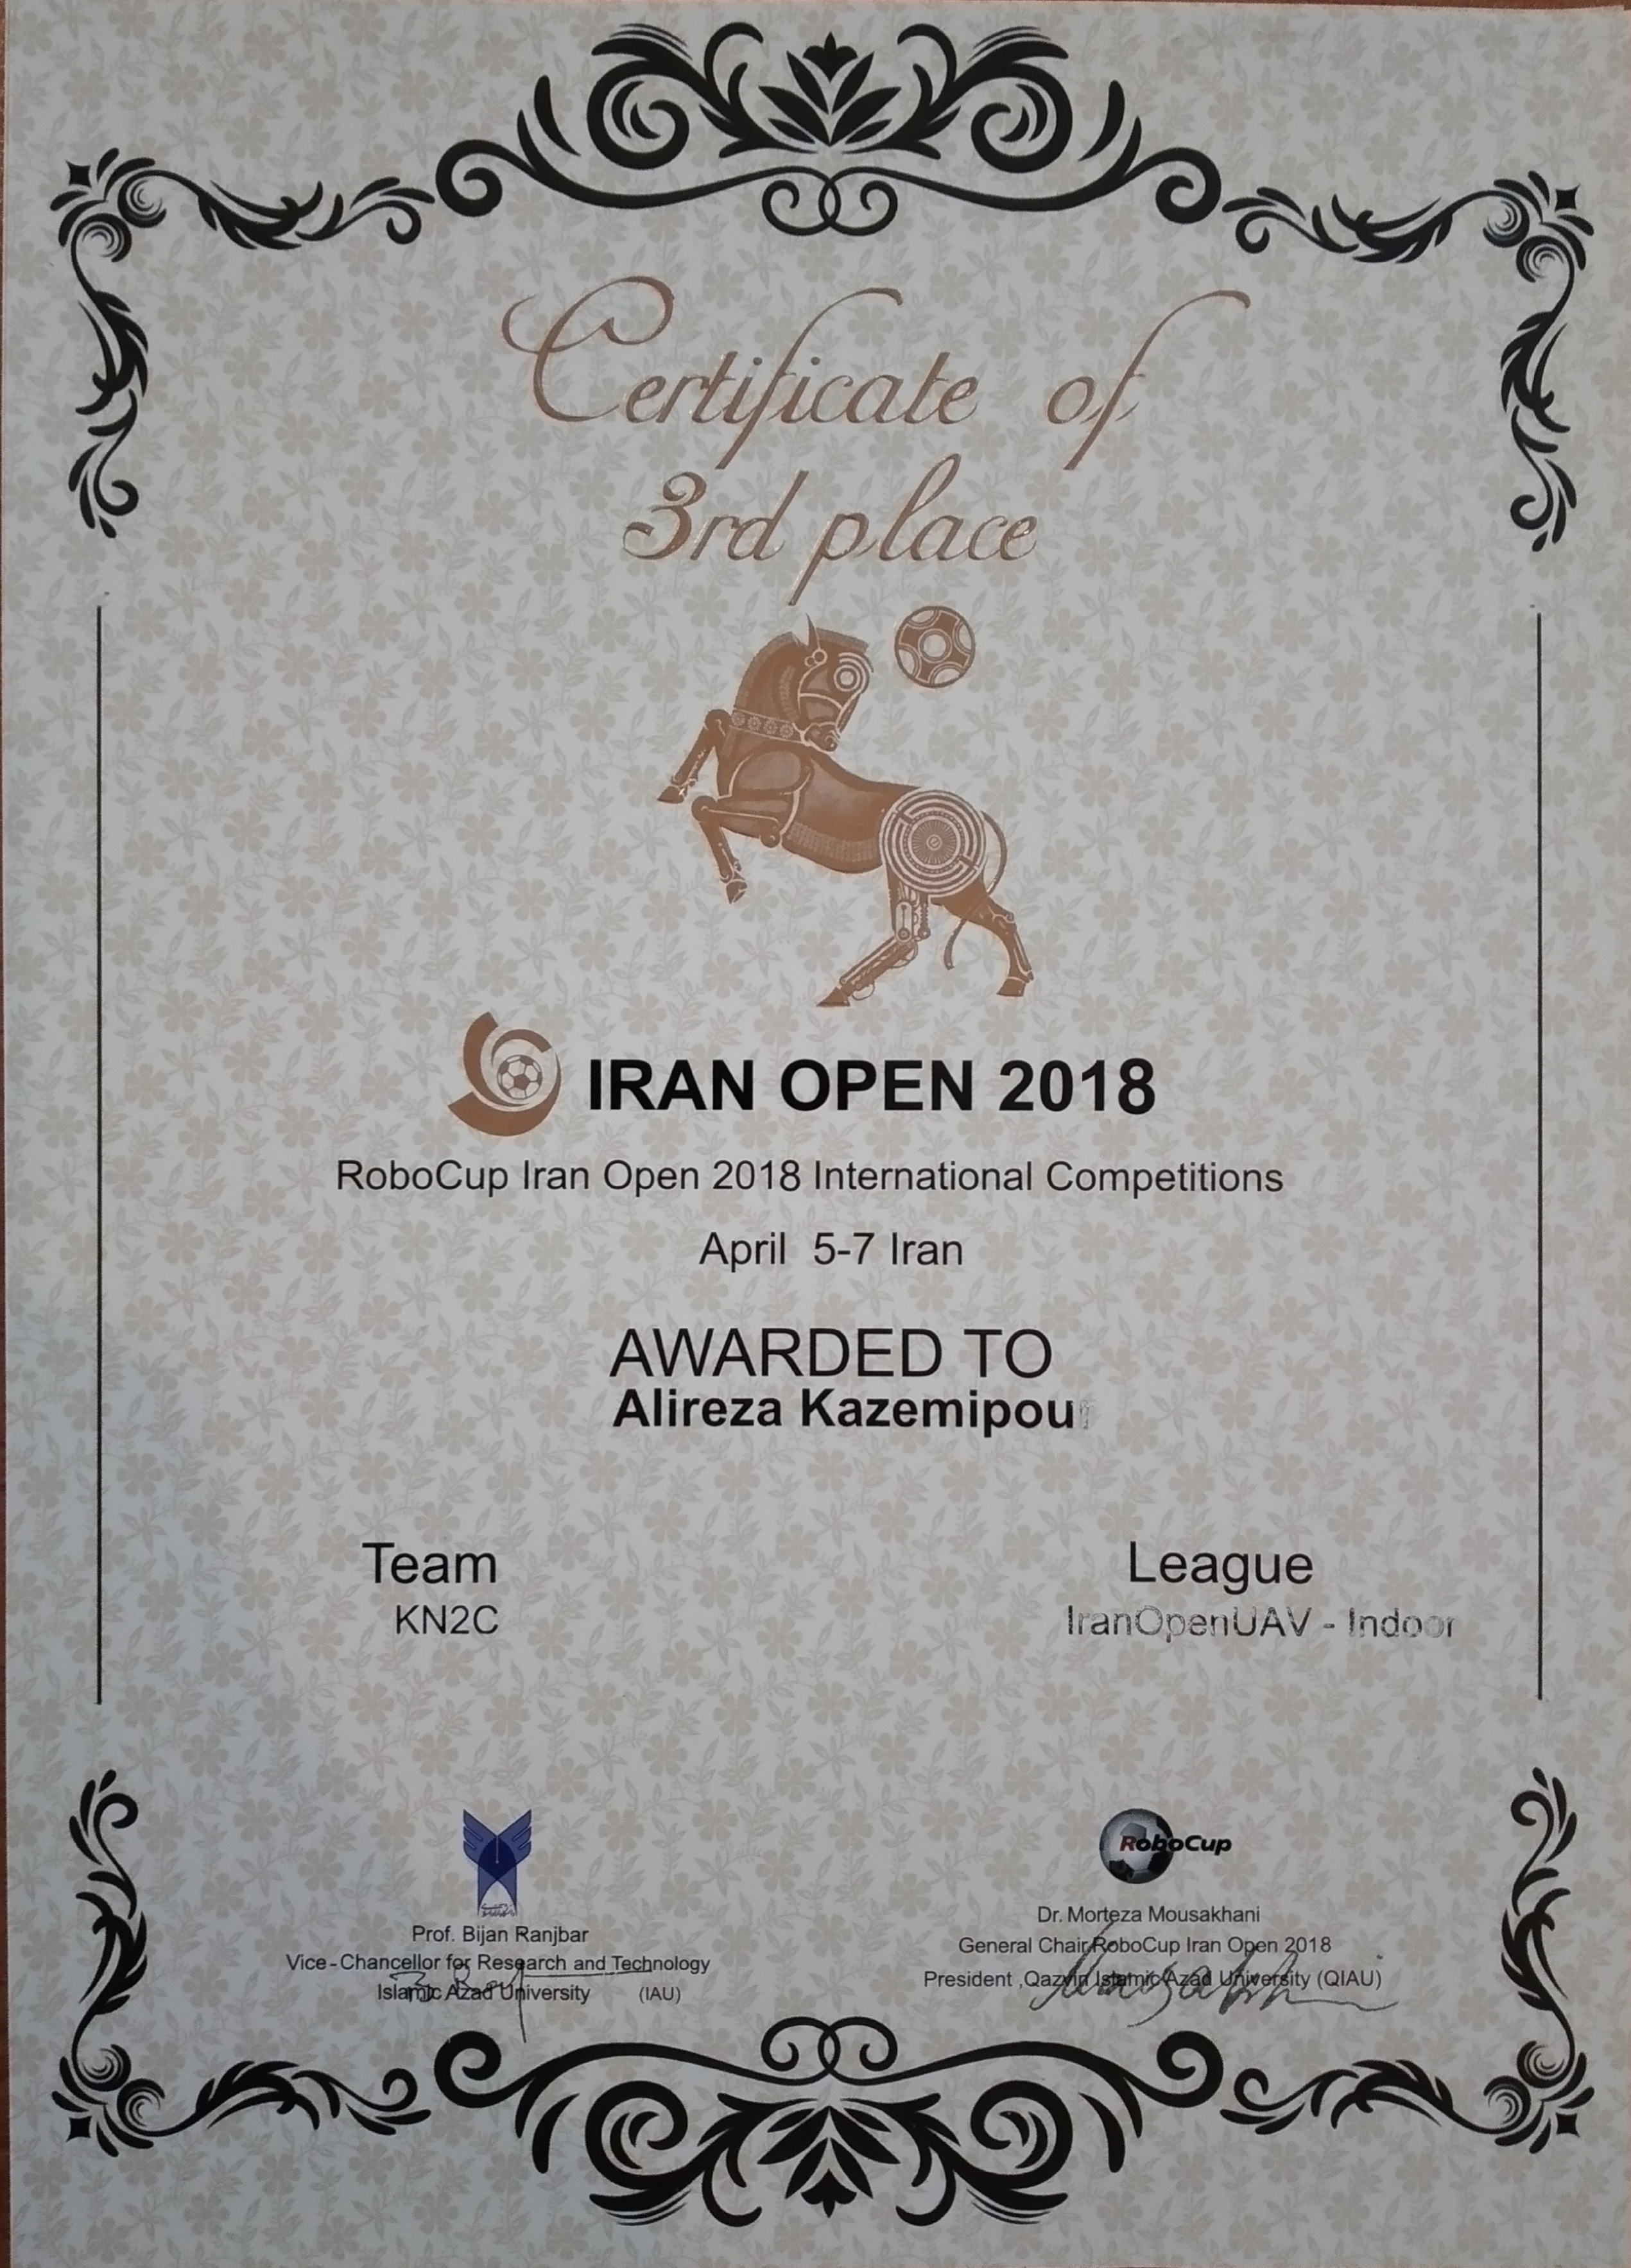 Certificate of
3rd place
IRAN OPEN 2018
RoboCup Iran Open 2018 International Competitions
April 5-7 Iran
AWARDED TO
Alireza Kazemipour
Team
KN2C
League
IranOpenUAV - Indoor
Prof. Bijan Ranjbar
Vice-Chancellor for Research and Technology
Islamic Azad University (IAU)
RoboCup
Dr. Morteza Mousakhani
General Chair RoboCup Iran Open 2018
President ,Qazvin Islamic Azad University (QIAU)